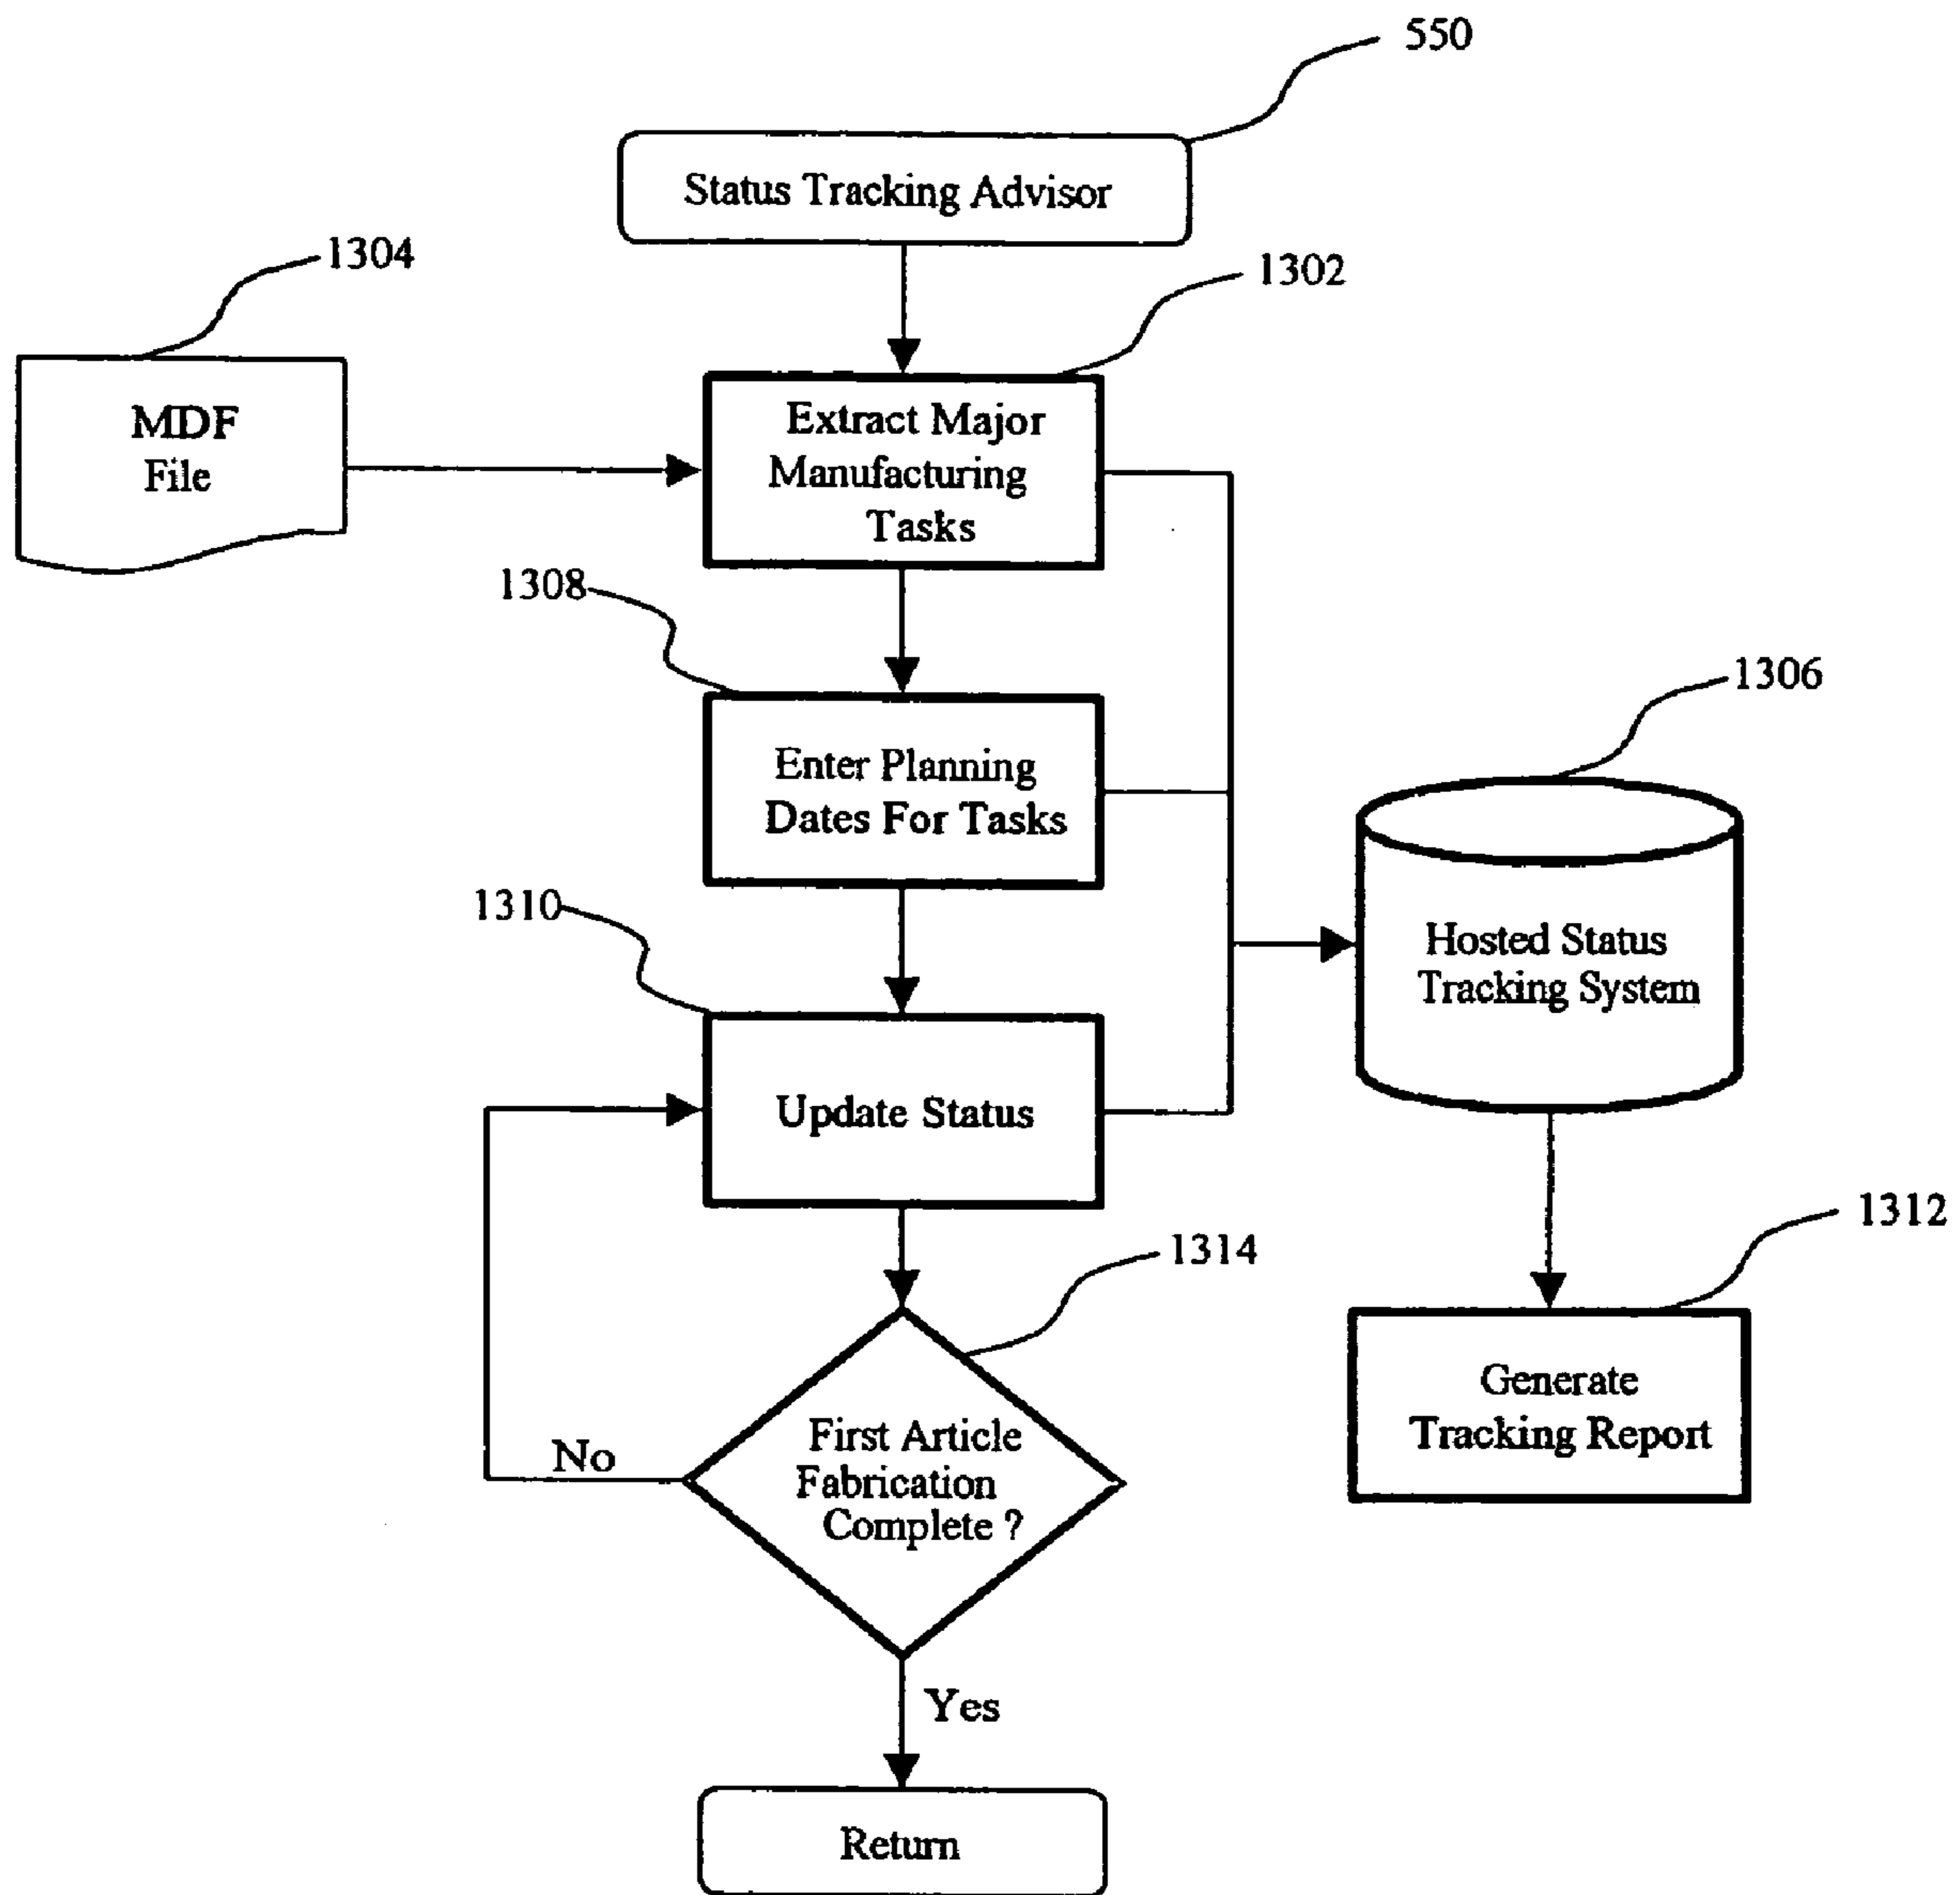 550
Status Tracking Advisor
1304
1302
MDF
File
Extract Major
Manufacturing
Tasks
1308
1306
Enter Planning
Dates For Tasks
1310
Hosted Status
Tracking System
Update Status
1312
1314
Generate
Tracking Report
First Article
Fabrication
Complete ?
No
Yes
Return